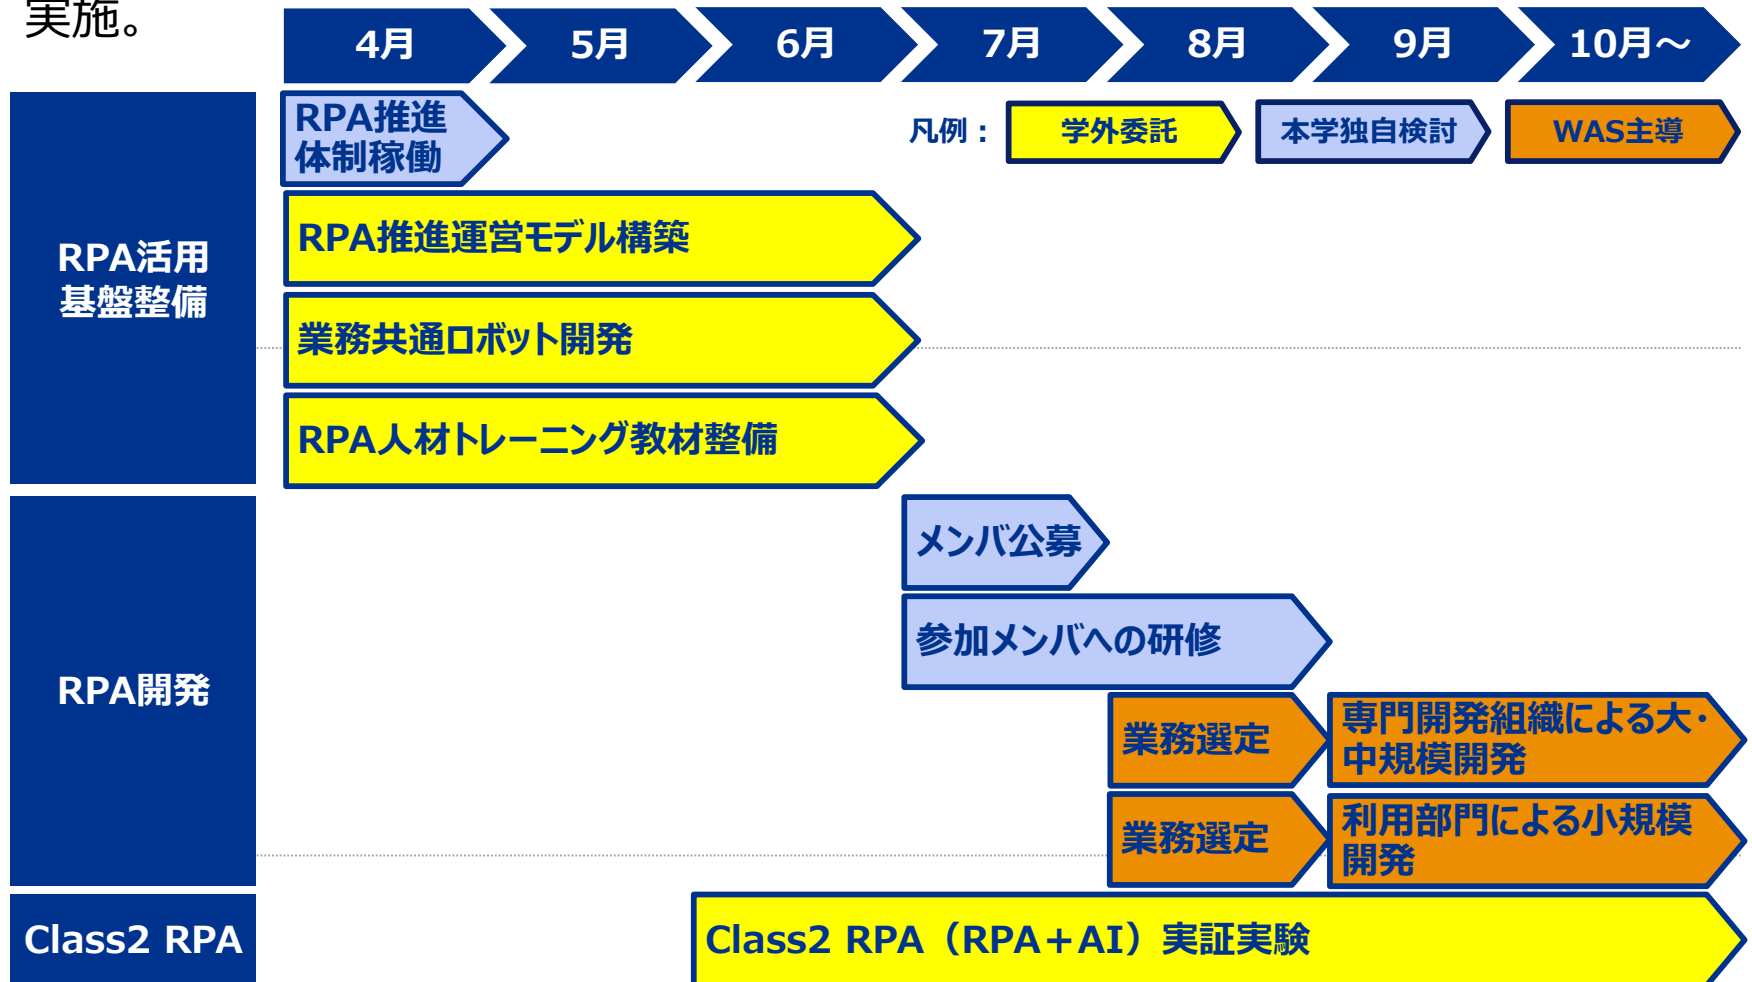 実施。
4月
5月
6月
7月
8月
9月
10月～
RPA活用
基盤整備
RPA推進
体制稼働
凡例：
学外委託
本学独自検討
WAS主導
RPA推進運営モデル構築
業務共通ロボット開発
RPA人材トレーニング教材整備
RPA開発
メンバ公募
参加メンバへの研修
業務選定
専門開発組織による大・
中規模開発
業務選定
利用部門による小規模
開発
Class2 RPA
Class2 RPA（RPA＋AI）実証実験